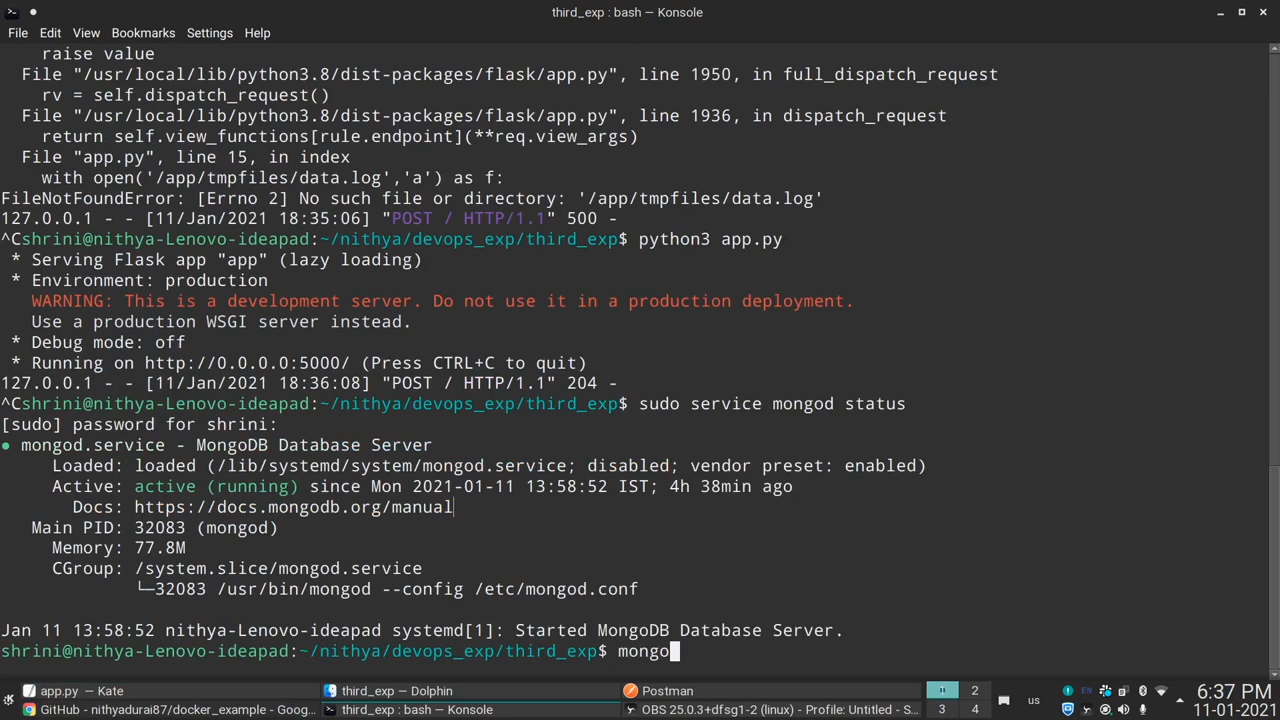 third_exp : bash — Konsole
File Edit View Bookmarks Settings Help
raise value
File "/usr/local/lib/python3.8/dist-packages/flask/app.py", line 1950, in full_dispatch_request
rv = self.dispatch_request()
File "/usr/local/lib/python3.8/dist-packages/flask/app.py", line 1936, in dispatch_request
return self.view_functions[rule.endpoint](**req.view_args)
File "app.py", line 15, in index
with open('/app/tmpfiles/data.log','a') as f:
FileNotFoundError: [Errno 2] No such file or directory: '/app/tmpfiles/data.log'
127.0.0.1 - - [11/Jan/2021 18:35:06] "POST / HTTP/1.1" 500 -
^Cshrini@nithya-Lenovo-ideapad:~/nithya/devops_exp/third_exp$ python3 app.py
* Serving Flask app "app" (lazy loading)
* Environment: production
WARNING: This is a development server. Do not use it in a production deployment.
Use a production WSGI server instead.
* Debug mode: off
* Running on http://0.0.0.0:5000/ (Press CTRL+C to quit)
127.0.0.1 - - [11/Jan/2021 18:36:08] "POST / HTTP/1.1" 204 -
^Cshrini@nithya-Lenovo-ideapad:~/nithya/devops_exp/third_exp$ sudo service mongod status
[sudo] password for shrini:
● mongod.service - MongoDB Database Server
Loaded: loaded (/lib/systemd/system/mongod.service; disabled; vendor preset: enabled)
Active: active (running) since Mon 2021-01-11 13:58:52 IST; 4h 38min ago
Docs: https://docs.mongodb.org/manual
Main PID: 32083 (mongod)
Memory: 77.8M
CGroup: /system.slice/mongod.service
└─32083 /usr/bin/mongod --config /etc/mongod.conf
Jan 11 13:58:52 nithya-Lenovo-ideapad systemd[1]: Started MongoDB Database Server.
shrini@nithya-Lenovo-ideapad:~/nithya/devops_exp/third_exp$ mongo
app.py — Kate third_exp — Dolphin Postman 1 2 EN us 6:37 PM
GitHub - nithyadurai87/docker_example - Goog... third_exp : bash — Konsole OBS 25.0.3+dfsg1-2 (linux) - Profile: Untitled - S... 3 4 11-01-2021